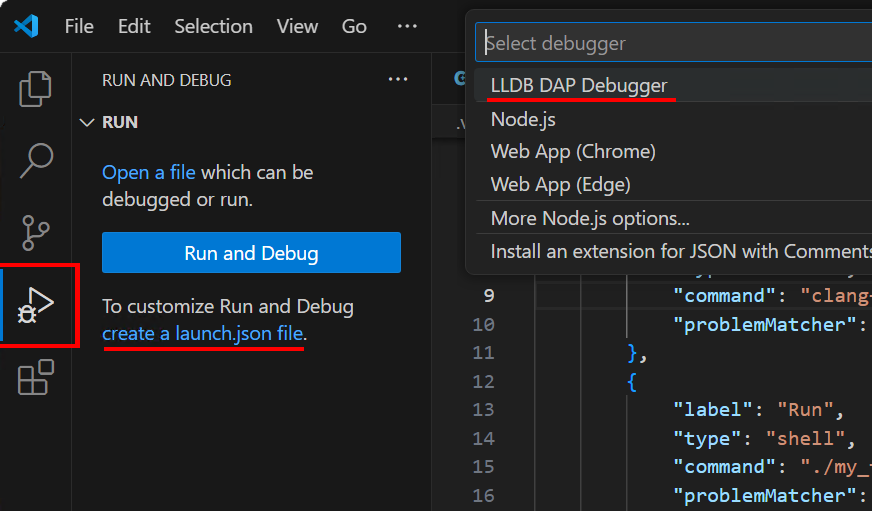 File Edit Selection View Go ...
RUN AND DEBUG ...
RUN
Open a file which can be
debugged or run.
Run and Debug
To customize Run and Debug
create a launch.json file.
Select debugger
LLDB DAP Debugger
Node.js
Web App (Chrome)
Web App (Edge)
More Node.js options...
Install an extension for JSON with Comments
9 "command": "clang-
10 "problemMatcher":
11 },
12 {
13 "label": "Run",
14 "type": "shell",
15 "command": "./my_
16 "problemMatcher":